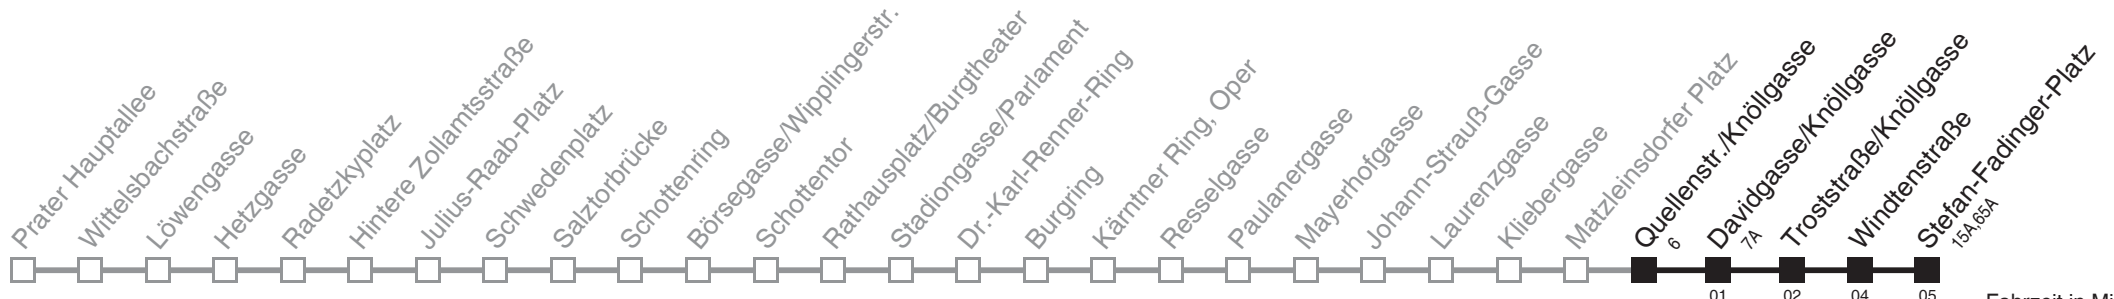 Prater Hauptallee
Wittelsbachstraße
Löwengasse
Hetzgasse
Radetzkyplatz
Hintere Zollamtsstraße
Julius-Raab-Platz
Schwedenplatz
Salztorbrücke
Schottenring
Börsegasse/Wipplingerstr.
Schottentor
Rathausplatz/Burgtheater
Stadiongasse/Parlament
Dr.-Karl-Renner-Ring
Burgring
Kärntner Ring, Oper
Resselgasse
Paulanergasse
Mayerhofgasse
Johann-Strauß-Gasse
Laurenzgasse
Kliebergasse
Matzleinsdorfer Platz
Quellenstr./Knöllgasse
6
Davidgasse/Knöllgasse
7A
Troststraße/Knöllgasse
Windtenstraße
Stefan-Fadinger-Platz
15A,65A
01 02 04 05
Fahrzeit in Mi